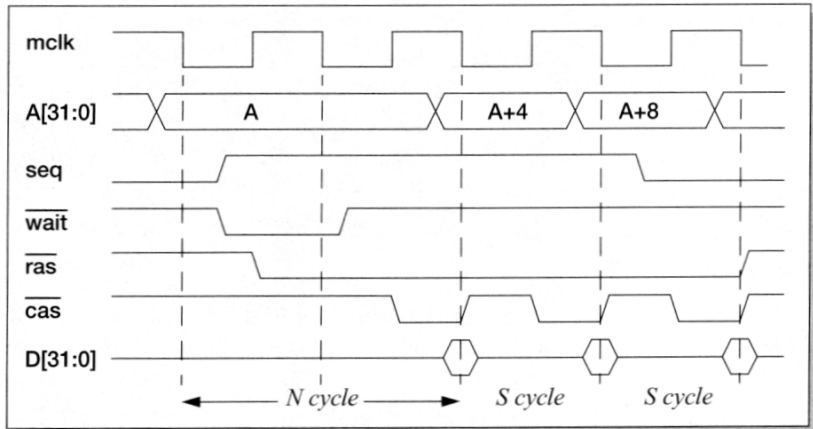 mclk
A[31:0] A A+4 A+8
seq
wait
ras
cas
D[31:0]
N cycle S cycle S cycle